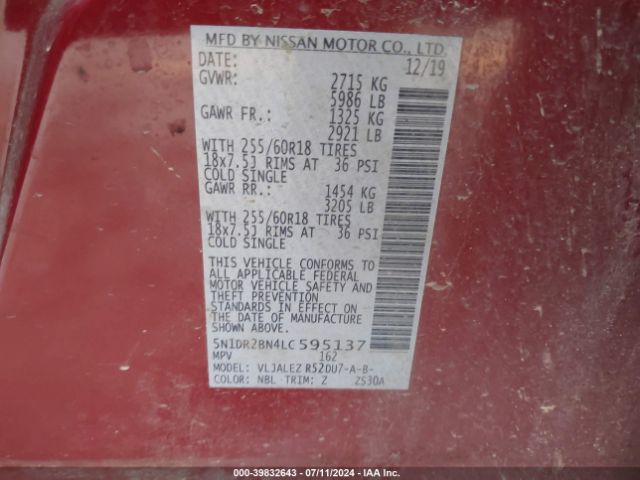 MFD BY NISSAN MOTOR CO., LTD.
DATE: 12/19
GVWR: 2715 KG
5986 LB
GAWR FR.: 1325 KG
2921 LB
WITH 255/60R18 TIRES
18x7.5J RIMS AT 36 PSI
COLD SINGLE
GAWR RR.: 1454 KG
3205 LB
WITH 255/60R18 TIRES
18x7.5J RIMS AT 36 PSI
COLD SINGLE
THIS VEHICLE CONFORMS TO
ALL APPLICABLE FEDERAL
MOTOR VEHICLE SAFETY AND
THEFT PREVENTION
STANDARDS IN EFFECT ON
THE DATE OF MANUFACTURE
SHOWN ABOVE.
5N1DR2BN4LC595137
MPV 162
MODEL: VLJALEZ R52DU7-A-B-
COLOR: NBL TRIM: Z ZS30A
000-39832643 - 07/11/2024 - IAA Inc.